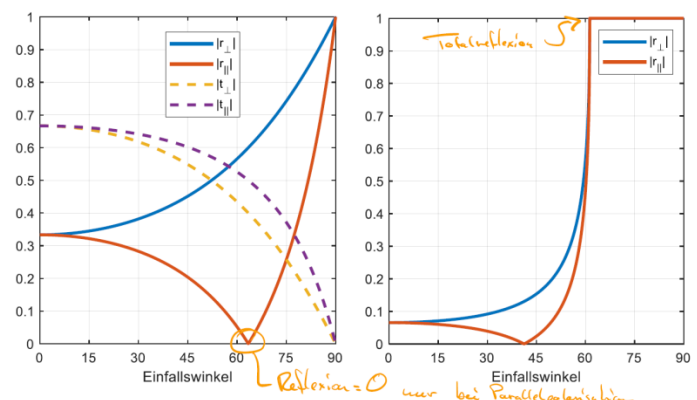 1
0.9
0.8
0.7
0.6
0.5
0.4
0.3
0.2
0.1
0
0 15 30 45 60 75 90
Einfallswinkel
|r⊥|
|r|||
|t⊥|
|t|||
1
0.9
0.8
0.7
0.6
0.5
0.4
0.3
0.2
0.1
0
0 15 30 45 60 75 90
Einfallswinkel
Totalreflexion
|r⊥|
|r|||
Reflexion = 0 nur bei Parallelpolarisation